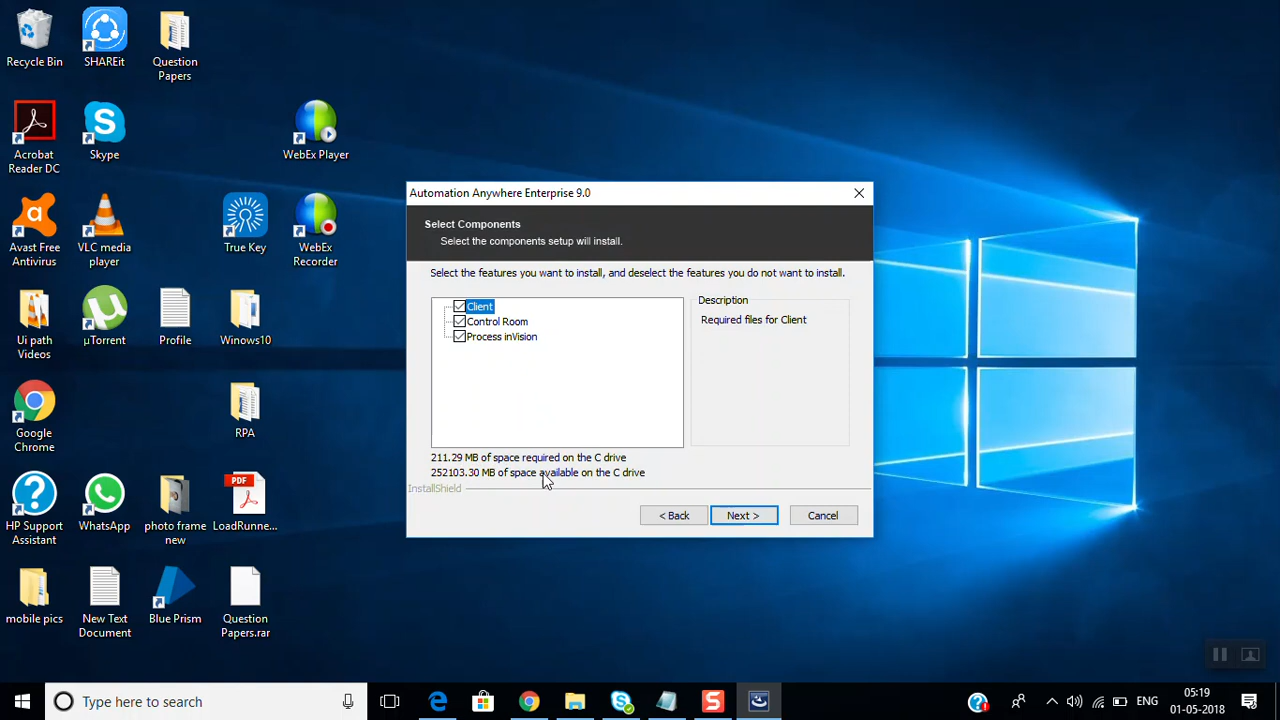 Recycle Bin
SHAREit
Question
Papers
Acrobat
Reader DC
Skype
WebEx Player
Avast Free
Antivirus
VLC media
player
True Key
WebEx
Recorder
Ui path
Videos
µTorrent
Profile
Winows10
Google
Chrome
RPA
HP Support
Assistant
WhatsApp
photo frame
new
PDF
LoadRunne...
mobile pics
New Text
Document
Blue Prism
Question
Papers.rar
Automation Anywhere Enterprise 9.0
Select Components
Select the components setup will install.
Select the features you want to install, and deselect the features you do not want to install.
Client
Control Room
Process inVision
Description
Required files for Client
211.29 MB of space required on the C drive
252103.30 MB of space available on the C drive
InstallShield
< Back
Next >
Cancel
Type here to search
ENG
05:19
01-05-2018